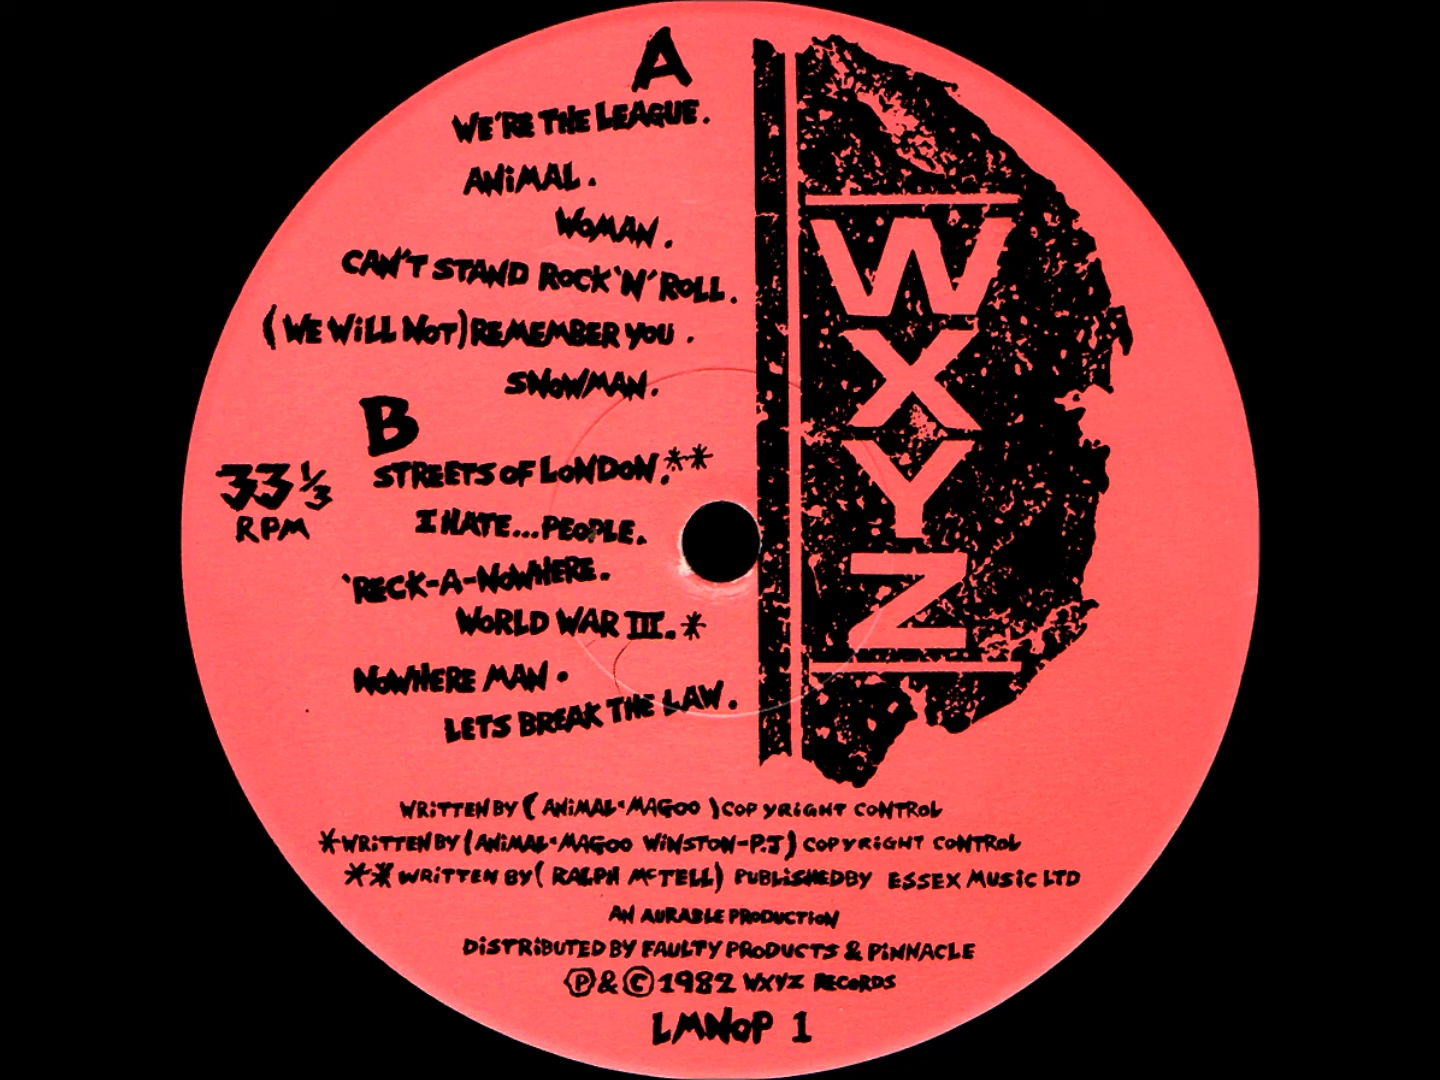 A
WE'RE THE LEAGUE.
ANiMAL.
WOMAN.
CAN'T STAND ROCK 'N' ROLL.
(WE WiLL NOT) REMEMBER YOU.
SNOWMAN.
B
STREETS OF LONDON.**
I HATE...PEOPLE.
'RECK-A-NOWHERE.
WORLD WAR III.*
NOWHERE MAN.
LETS BREAK THE LAW.
33 1/3
RPM
W
X
Y
Z
WRiTTEN BY (ANiMAL·MAGOO) COPYRiGHT CONTROL
*WRiTTEN BY (ANiMAL·MAGOO WiNSTON-P.J) COPYRiGHT CONTROL
**WRiTTEN BY (RALPH McTELL) PUBLiSHED BY ESSEX MUSiC LTD
AN AURABLE PRODUCTiON
DiSTRiBUTED BY FAULTY PRODUCTS & PiNNACLE
Ⓟ & © 1982 WXYZ RECORDS
LMNOP 1